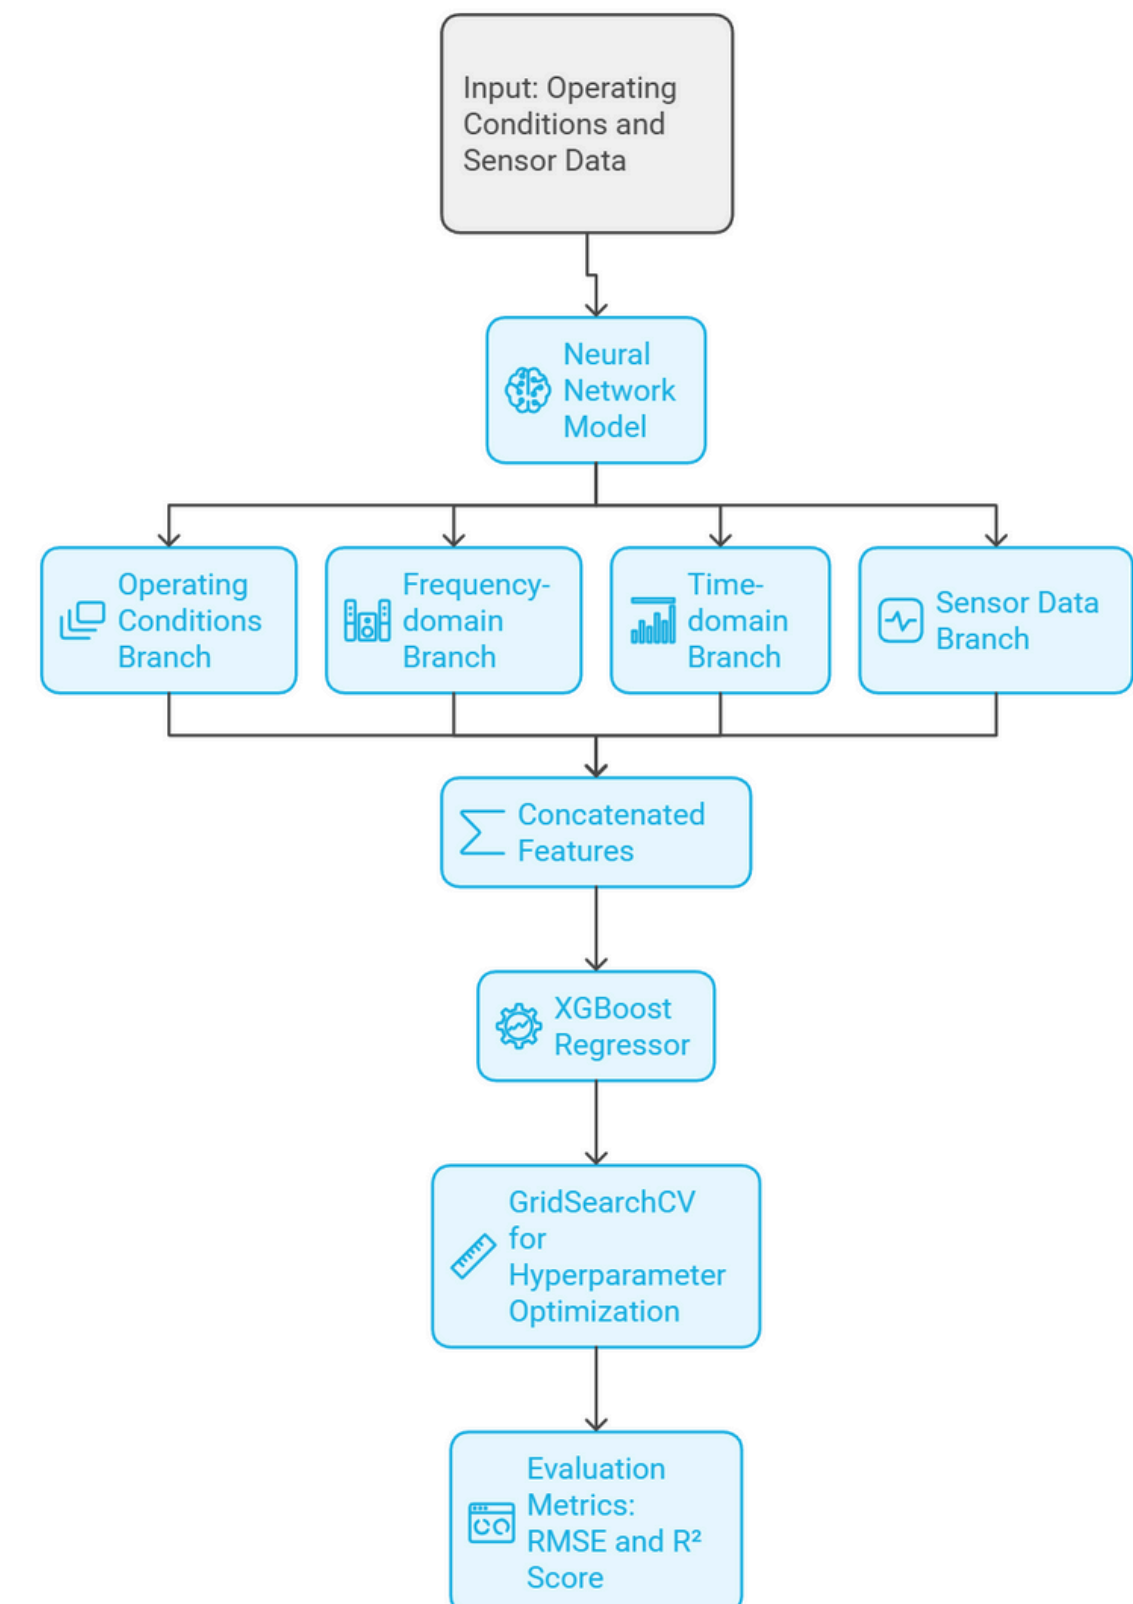 Input: Operating
Conditions and
Sensor Data
Neural
Network
Model
Operating
Conditions
Branch
Frequency-
domain
Branch
Time-
domain
Branch
Sensor Data
Branch
Concatenated
Features
XGBoost
Regressor
GridSearchCV
for
Hyperparameter
Optimization
Evaluation
Metrics:
RMSE and R²
Score